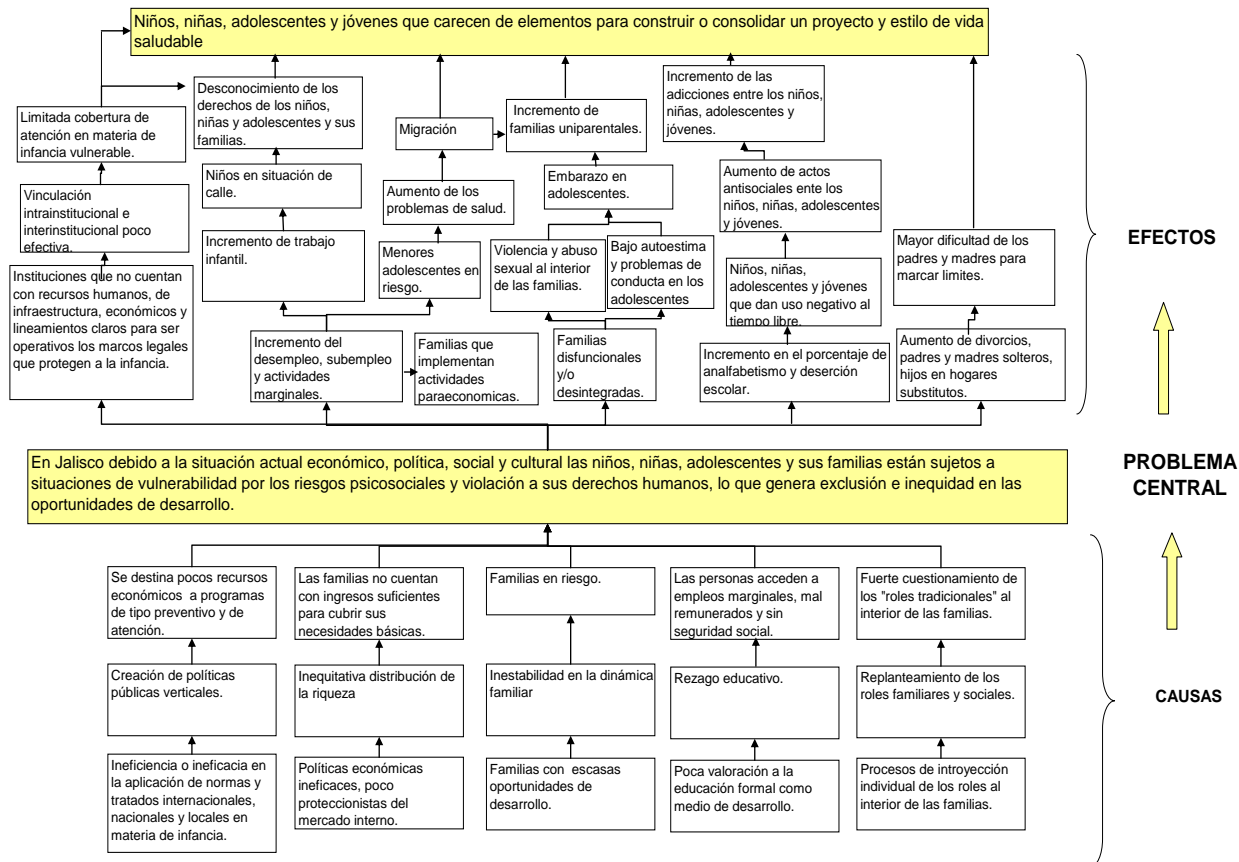 Niños, niñas, adolescentes y jóvenes que carecen de elementos para construir o consolidar un proyecto y estilo de vida
saludable
Limitada cobertura de
atención en materia de
infancia vulnerable.
Vinculación
intrainstitucional e
interinstitucional poco
efectiva.
Instituciones que no cuentan
con recursos humanos, de
infraestructura, económicos y
lineamientos claros para ser
operativos los marcos legales
que protegen a la infancia.
Desconocimiento de los
derechos de los niños,
niñas y adolescentes y sus
familias.
Niños en situación de
calle.
Incremento de trabajo
infantil.
Incremento del
desempleo, subempleo
y actividades
marginales.
Migración
Aumento de los
problemas de salud.
Menores
adolescentes en
riesgo.
Familias que
implementan
actividades
paraeconomicas.
Incremento de
familias uniparentales.
Embarazo en
adolescentes.
Violencia y abuso
sexual al interior
de las familias.
Bajo autoestima
y problemas de
conducta en los
adolescentes
Familias
disfuncionales
y/o
desintegradas.
Incremento de las
adicciones entre los niños,
niñas, adolescentes y
jóvenes.
Aumento de actos
antisociales ente los
niños, niñas, adolescentes
y jóvenes.
Niños, niñas,
adolescentes y jóvenes
que dan uso negativo al
tiempo libre.
Incremento en el porcentaje de
analfabetismo y deserción
escolar.
Mayor dificultad de los
padres y madres para
marcar limites.
Aumento de divorcios,
padres y madres solteros,
hijos en hogares
substitutos.
EFECTOS
En Jalisco debido a la situación actual económico, política, social y cultural las niños, niñas, adolescentes y sus familias están sujetos a
situaciones de vulnerabilidad por los riesgos psicosociales y violación a sus derechos humanos, lo que genera exclusión e inequidad en las
oportunidades de desarrollo.
PROBLEMA
CENTRAL
Se destina pocos recursos
económicos a programas
de tipo preventivo y de
atención.
Las familias no cuentan
con ingresos suficientes
para cubrir sus
necesidades básicas.
Familias en riesgo.
Las personas acceden a
empleos marginales, mal
remunerados y sin
seguridad social.
Fuerte cuestionamiento de
los "roles tradicionales" al
interior de las familias.
Creación de políticas
públicas verticales.
Inequitativa distribución de
la riqueza
Inestabilidad en la dinámica
familiar
Rezago educativo.
Replanteamiento de los
roles familiares y sociales.
CAUSAS
Ineficiencia o ineficacia en
la aplicación de normas y
tratados internacionales,
nacionales y locales en
materia de infancia.
Políticas económicas
ineficaces, poco
proteccionistas del
mercado interno.
Familias con escasas
oportunidades de
desarrollo.
Poca valoración a la
educación formal como
medio de desarrollo.
Procesos de introyección
individual de los roles al
interior de las familias.